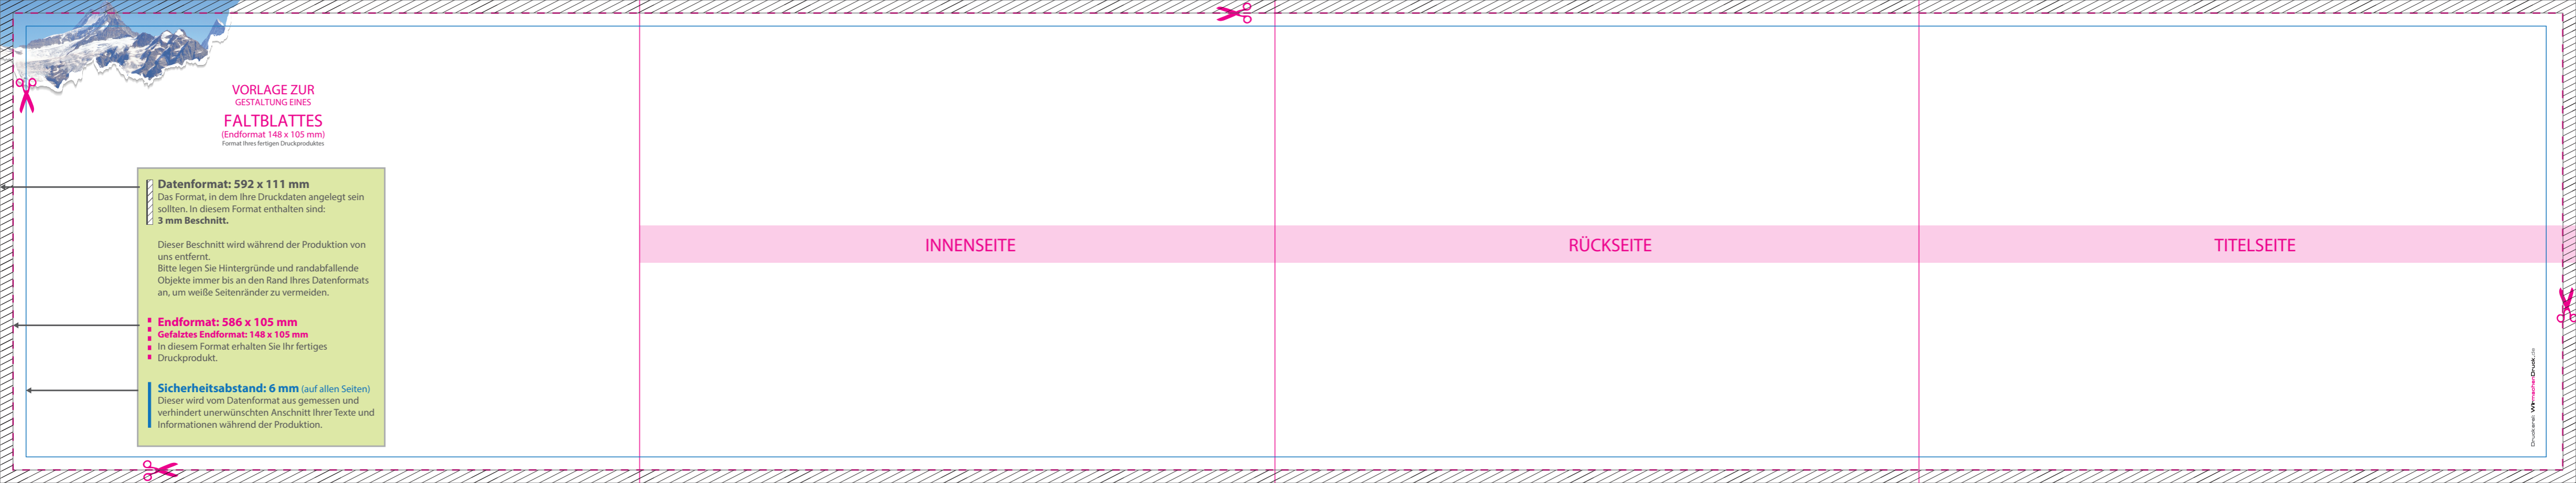 VORLAGE ZUR
GESTALTUNG EINES
FALTBLATTES
(Endformat 148 x 105 mm)
Format Ihres fertigen Druckproduktes
Datenformat: 592 x 111 mm
Das Format, in dem Ihre Druckdaten angelegt sein
sollten. In diesem Format enthalten sind:
3 mm Beschnitt.
Dieser Beschnitt wird während der Produktion von
uns entfernt.
Bitte legen Sie Hintergründe und randabfallende
Objekte immer bis an den Rand Ihres Datenformats
an, um weiße Seitenränder zu vermeiden.
Endformat: 586 x 105 mm
Gefalztes Endformat: 148 x 105 mm
In diesem Format erhalten Sie Ihr fertiges
Druckprodukt.
Sicherheitsabstand: 6 mm (auf allen Seiten)
Dieser wird vom Datenformat aus gemessen und
verhindert unerwünschten Anschnitt Ihrer Texte und
Informationen während der Produktion.
INNENSEITE
RÜCKSEITE
TITELSEITE
Druckerei: WirmachenDruck.de